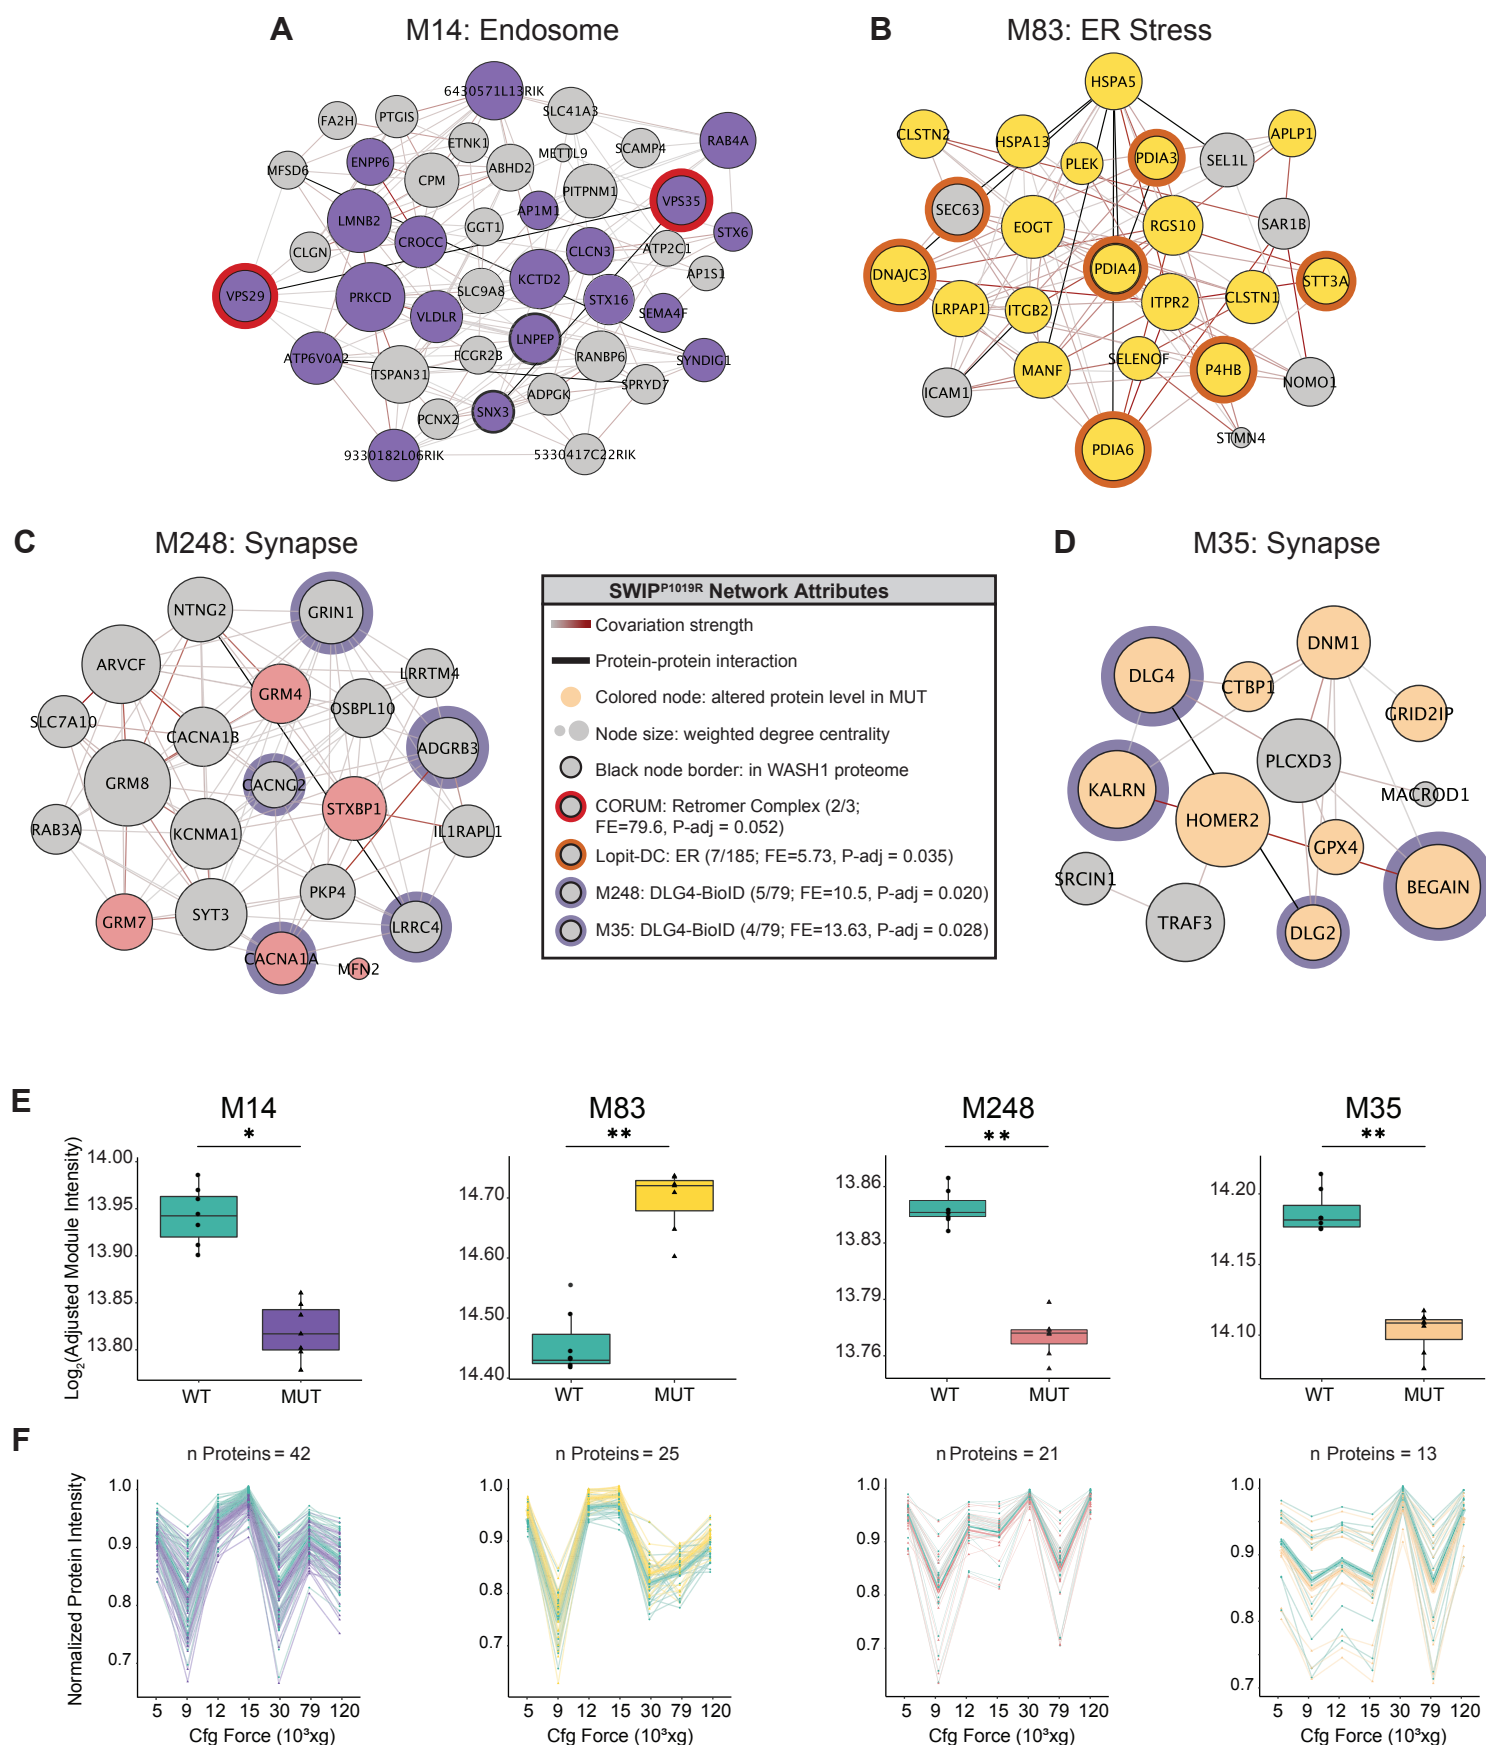 A M14: Endosome
B M83: ER Stress
6430571L13RIK
FA2H
PTGIS
SLC41A3
ETNK1
METTL9
SCAMP4
RAB4A
MFSD6
ENPP6
CPM
ABHD2
PITPNM1
VPS35
LMNB2
CROCC
GGT1
AP1M1
CLCN3
ATP2C1
STX6
CLGN
AP1S1
VPS29
PRKCD
SLC9A8
KCTD2
STX16
VLDLR
SEMA4F
LNPEP
ATP6V0A2
TSPAN31
FCGR2B
RANBP6
SYNDIG1
SPRYD7
PCNX2
SNX3
ADPGK
9330182L06RIK
5330417C22RIK
HSPA5
CLSTN2
HSPA13
PLEK
PDIA3
SEL1L
APLP1
SEC63
EOGT
RGS10
SAR1B
DNAJC3
PDIA4
STT3A
LRPAP1
ITGB2
ITPR2
CLSTN1
MANF
SELENOF
P4HB
ICAM1
NOMO1
STMN4
PDIA6
C M248: Synapse
D M35: Synapse
NTNG2
GRIN1
ARVCF
GRM4
LRRTM4
OSBPL10
SLC7A10
CACNA1B
ADGRB3
GRM8
CACNG2
STXBP1
RAB3A
KCNMA1
IL1RAPL1
PKP4
GRM7
SYT3
LRRC4
CACNA1A
MFN2
SWIP^P1019R Network Attributes
Covariation strength
Protein-protein interaction
Colored node: altered protein level in MUT
Node size: weighted degree centrality
Black node border: in WASH1 proteome
CORUM: Retromer Complex (2/3;
FE=79.6, P-adj = 0.052)
Lopit-DC: ER (7/185; FE=5.73, P-adj = 0.035)
M248: DLG4-BioID (5/79; FE=10.5, P-adj = 0.020)
M35: DLG4-BioID (4/79; FE=13.63, P-adj = 0.028)
DNM1
DLG4
CTBP1
GRID2IP
PLCXD3
KALRN
MACROD1
HOMER2
GPX4
SRCIN1
BEGAIN
TRAF3
DLG2
E
M14 M83 M248 M35
* ** ** **
Log₂(Adjusted Module Intensity)
14.00
13.95
13.90
13.85
13.80
WT MUT
14.70
14.60
14.50
14.40
WT MUT
13.86
13.83
13.79
13.76
WT MUT
14.20
14.15
14.10
WT MUT
F
n Proteins = 42 n Proteins = 25 n Proteins = 21 n Proteins = 13
Normalized Protein Intensity
1.0
0.9
0.8
0.7
5 9 12 15 30 79 120
Cfg Force (10³xg)
1.0
0.9
0.8
0.7
5 9 12 15 30 79 120
Cfg Force (10³xg)
1.0
0.9
0.8
0.7
5 9 12 15 30 79 120
Cfg Force (10³xg)
1.0
0.9
0.8
0.7
5 9 12 15 30 79 120
Cfg Force (10³xg)